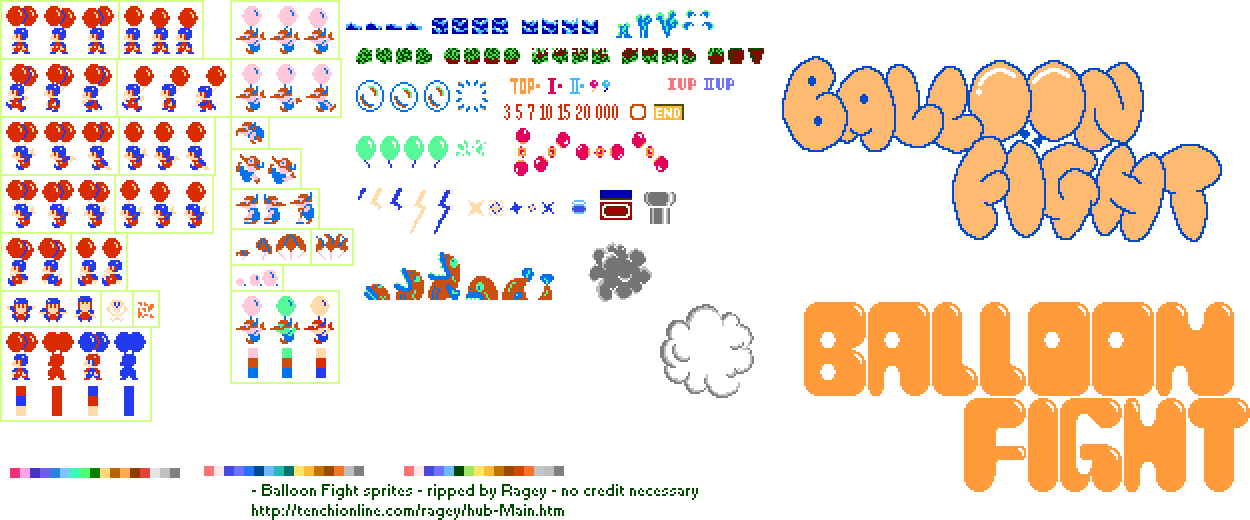 TOP- I- II-
IUP IIUP
3 5 7 10 15 20 000
END
BALLOON
FIGHT
BALLOON
FIGHT
- Balloon Fight sprites - ripped by Ragey - no credit necessary
http://tenchionline.com/ragey/hub-Main.htm